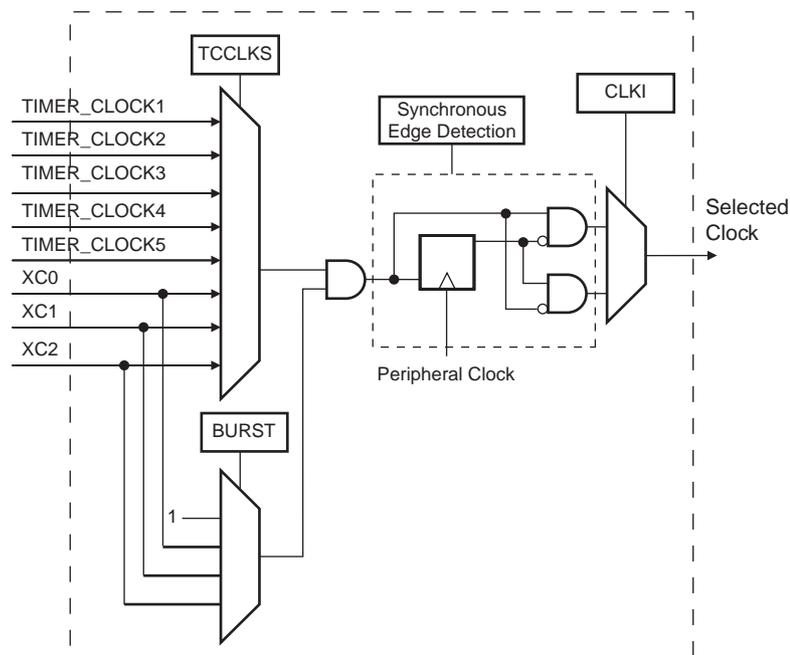 TCCLKS
TIMER_CLOCK1
TIMER_CLOCK2
TIMER_CLOCK3
TIMER_CLOCK4
TIMER_CLOCK5
XC0
XC1
XC2
Synchronous
Edge Detection
CLKI
Selected
Clock
Peripheral Clock
BURST
1